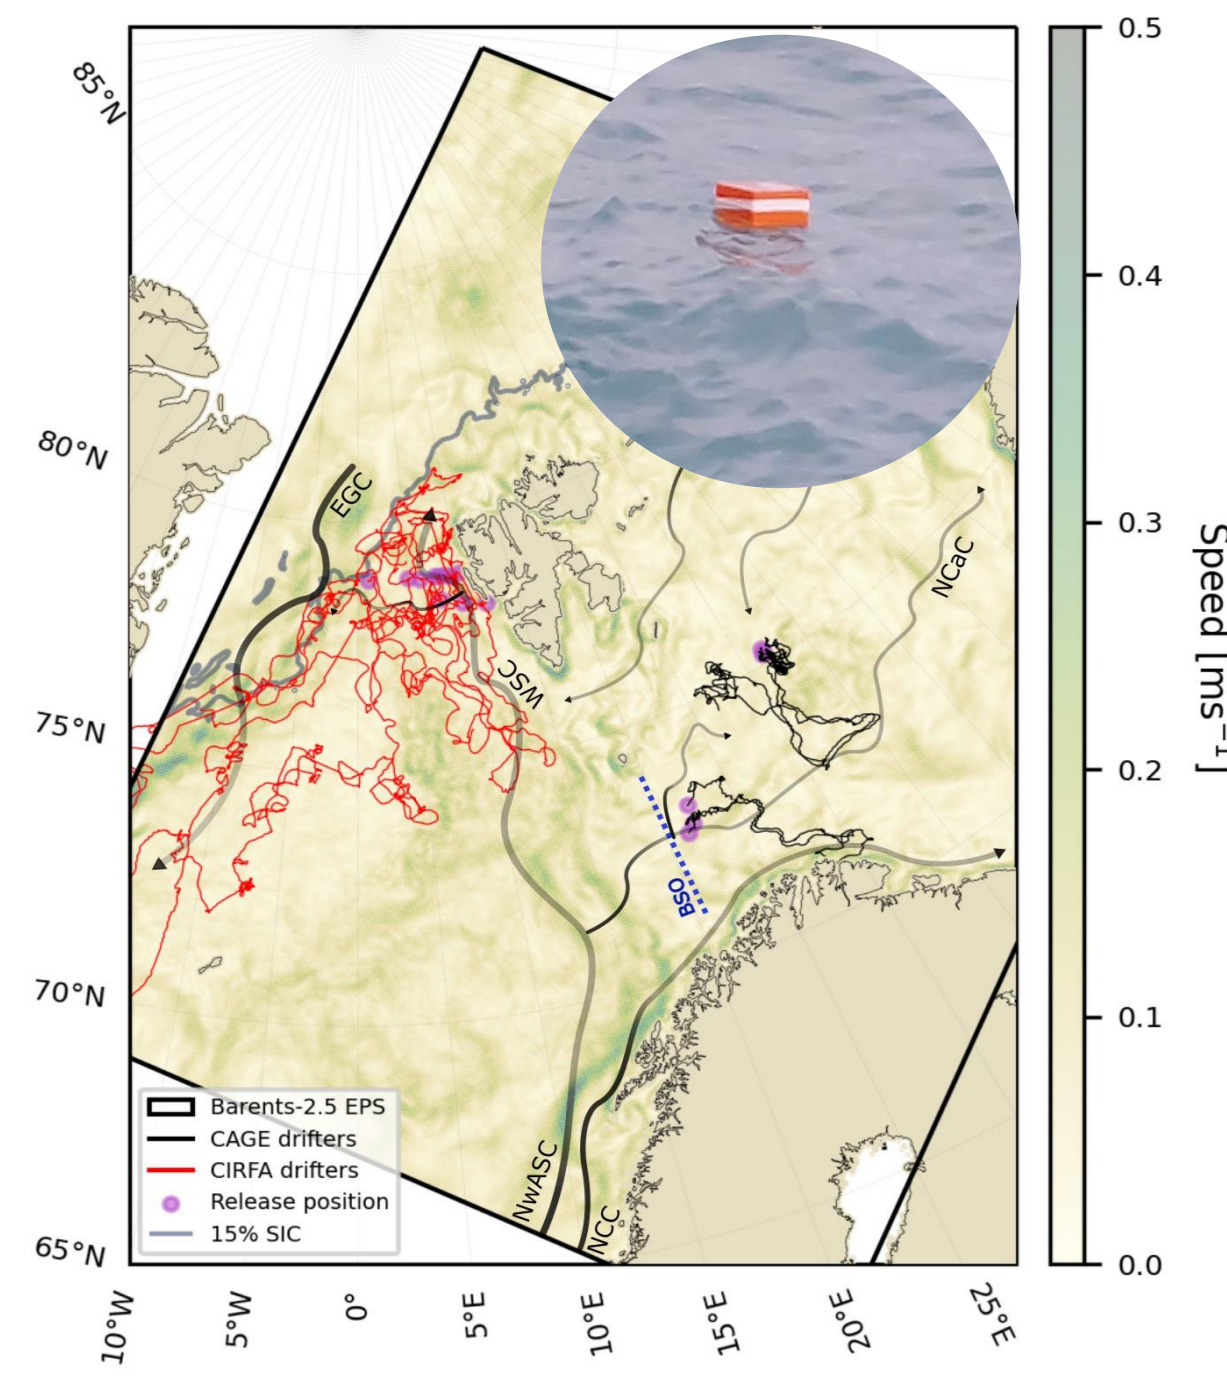 85°N
80°N
75°N
70°N
65°N
10°W
5°W
0°
5°E
10°E
15°E
20°E
25°E
EGC
WSC
NCaC
BSO
NwASC
NCC
Barents-2.5 EPS
CAGE drifters
CIRFA drifters
Release position
15% SIC
0.5
0.4
0.3
0.2
0.1
0.0
Speed [ms⁻¹]